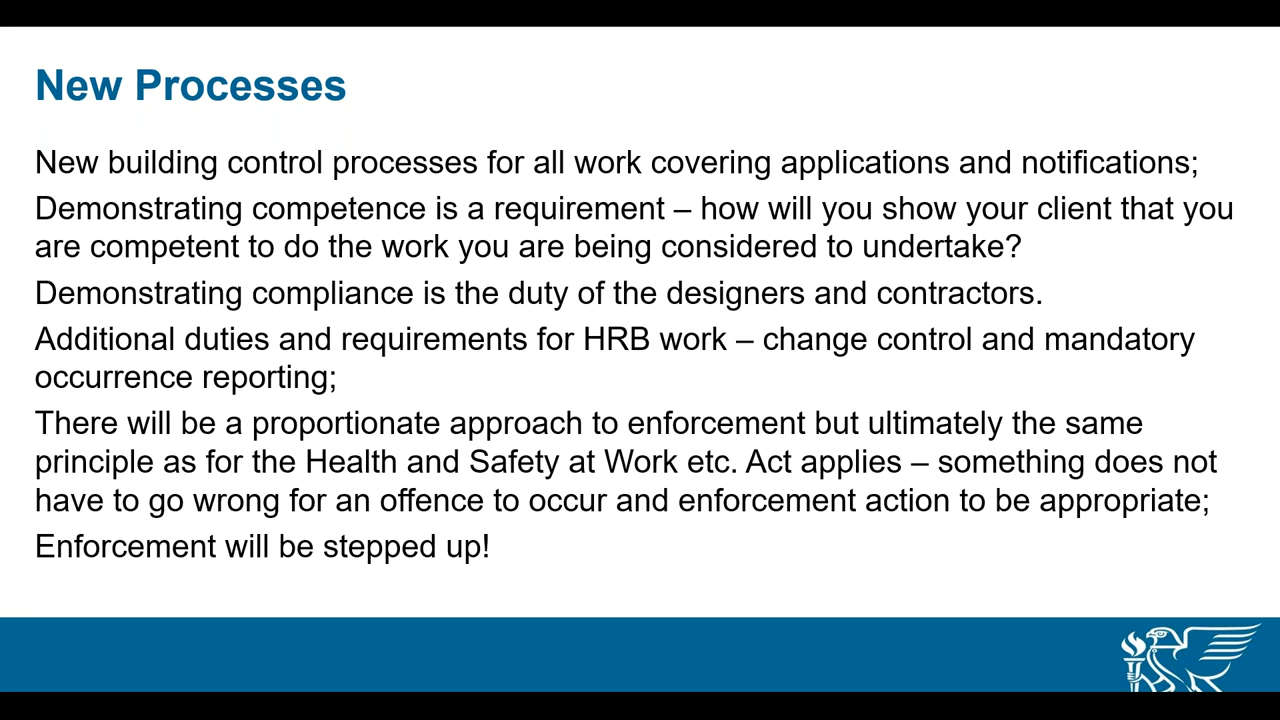 New Processes
New building control processes for all work covering applications and notifications;
Demonstrating competence is a requirement – how will you show your client that you
are competent to do the work you are being considered to undertake?
Demonstrating compliance is the duty of the designers and contractors.
Additional duties and requirements for HRB work – change control and mandatory
occurrence reporting;
There will be a proportionate approach to enforcement but ultimately the same
principle as for the Health and Safety at Work etc. Act applies – something does not
have to go wrong for an offence to occur and enforcement action to be appropriate;
Enforcement will be stepped up!